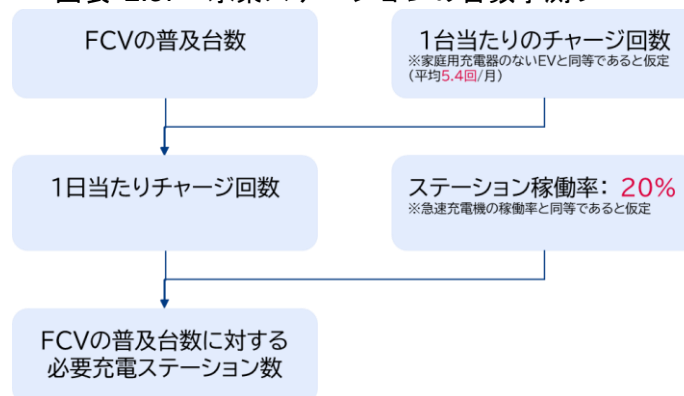 FCVの普及台数
1台当たりのチャージ回数
※家庭用充電器のないEVと同等であると仮定
(平均5.4回/月)
1日当たりチャージ回数
ステーション稼働率: 20%
※急速充電機の稼働率と同等であると仮定
FCVの普及台数に対する
必要充電ステーション数